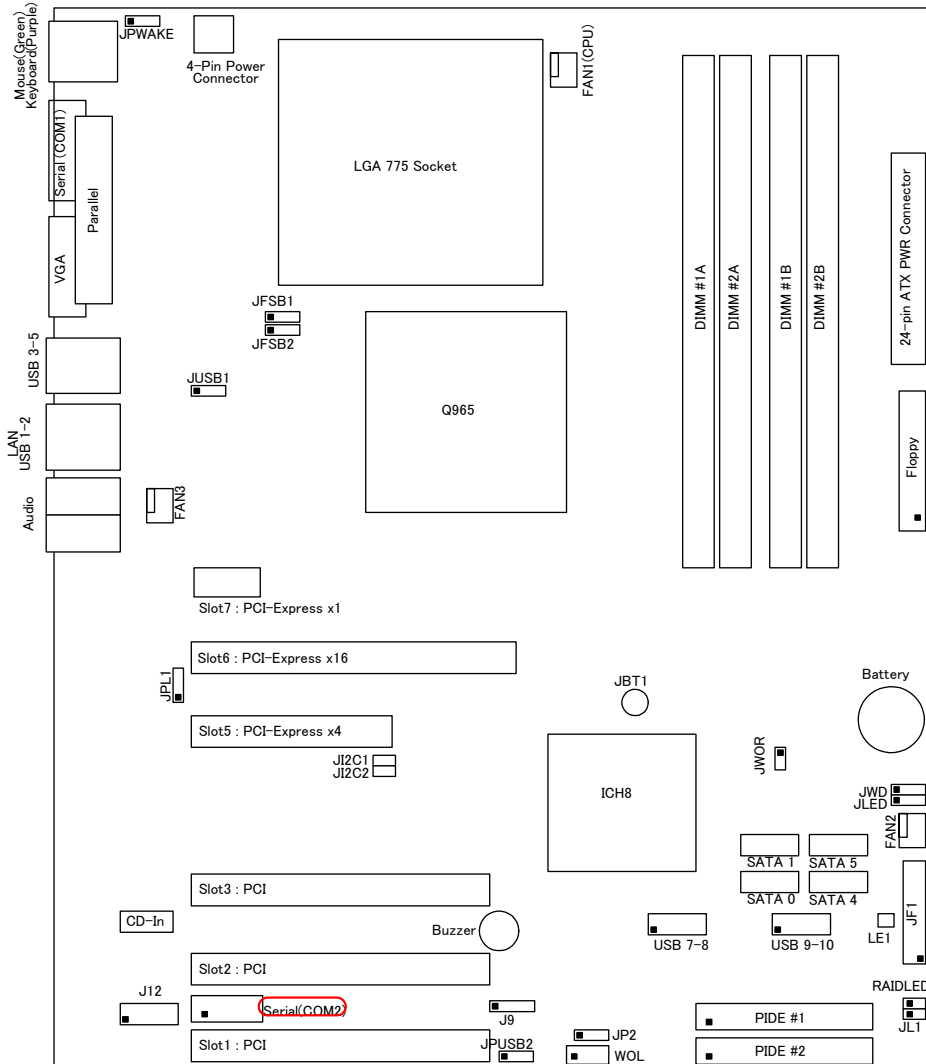 Mouse(Green)
Keyboard(Purple)
JPWAKE
4-Pin Power
Connector
FAN1(CPU)
Serial (COM1)
Parallel
VGA
LGA 775 Socket
DIMM #1A
DIMM #2A
DIMM #1B
DIMM #2B
24-pin ATX PWR Connector
JFSB1
JFSB2
USB 3-5
JUSB1
Q965
Floppy
LAN
USB 1-2
Audio
FAN3
Slot7 : PCI-Express x1
Slot6 : PCI-Express x16
JPL1
JBT1
Battery
Slot5 : PCI-Express x4
JI2C1
JI2C2
ICH8
JWOR
JWD
JLED
FAN2
SATA 1
SATA 5
SATA 0
SATA 4
Slot3 : PCI
CD-In
Buzzer
USB 7-8
USB 9-10
LE1
JF1
Slot2 : PCI
J12
Serial(COM2)
J9
RAIDLED
JL1
PIDE #1
JP2
Slot1 : PCI
JPUSB2
WOL
PIDE #2